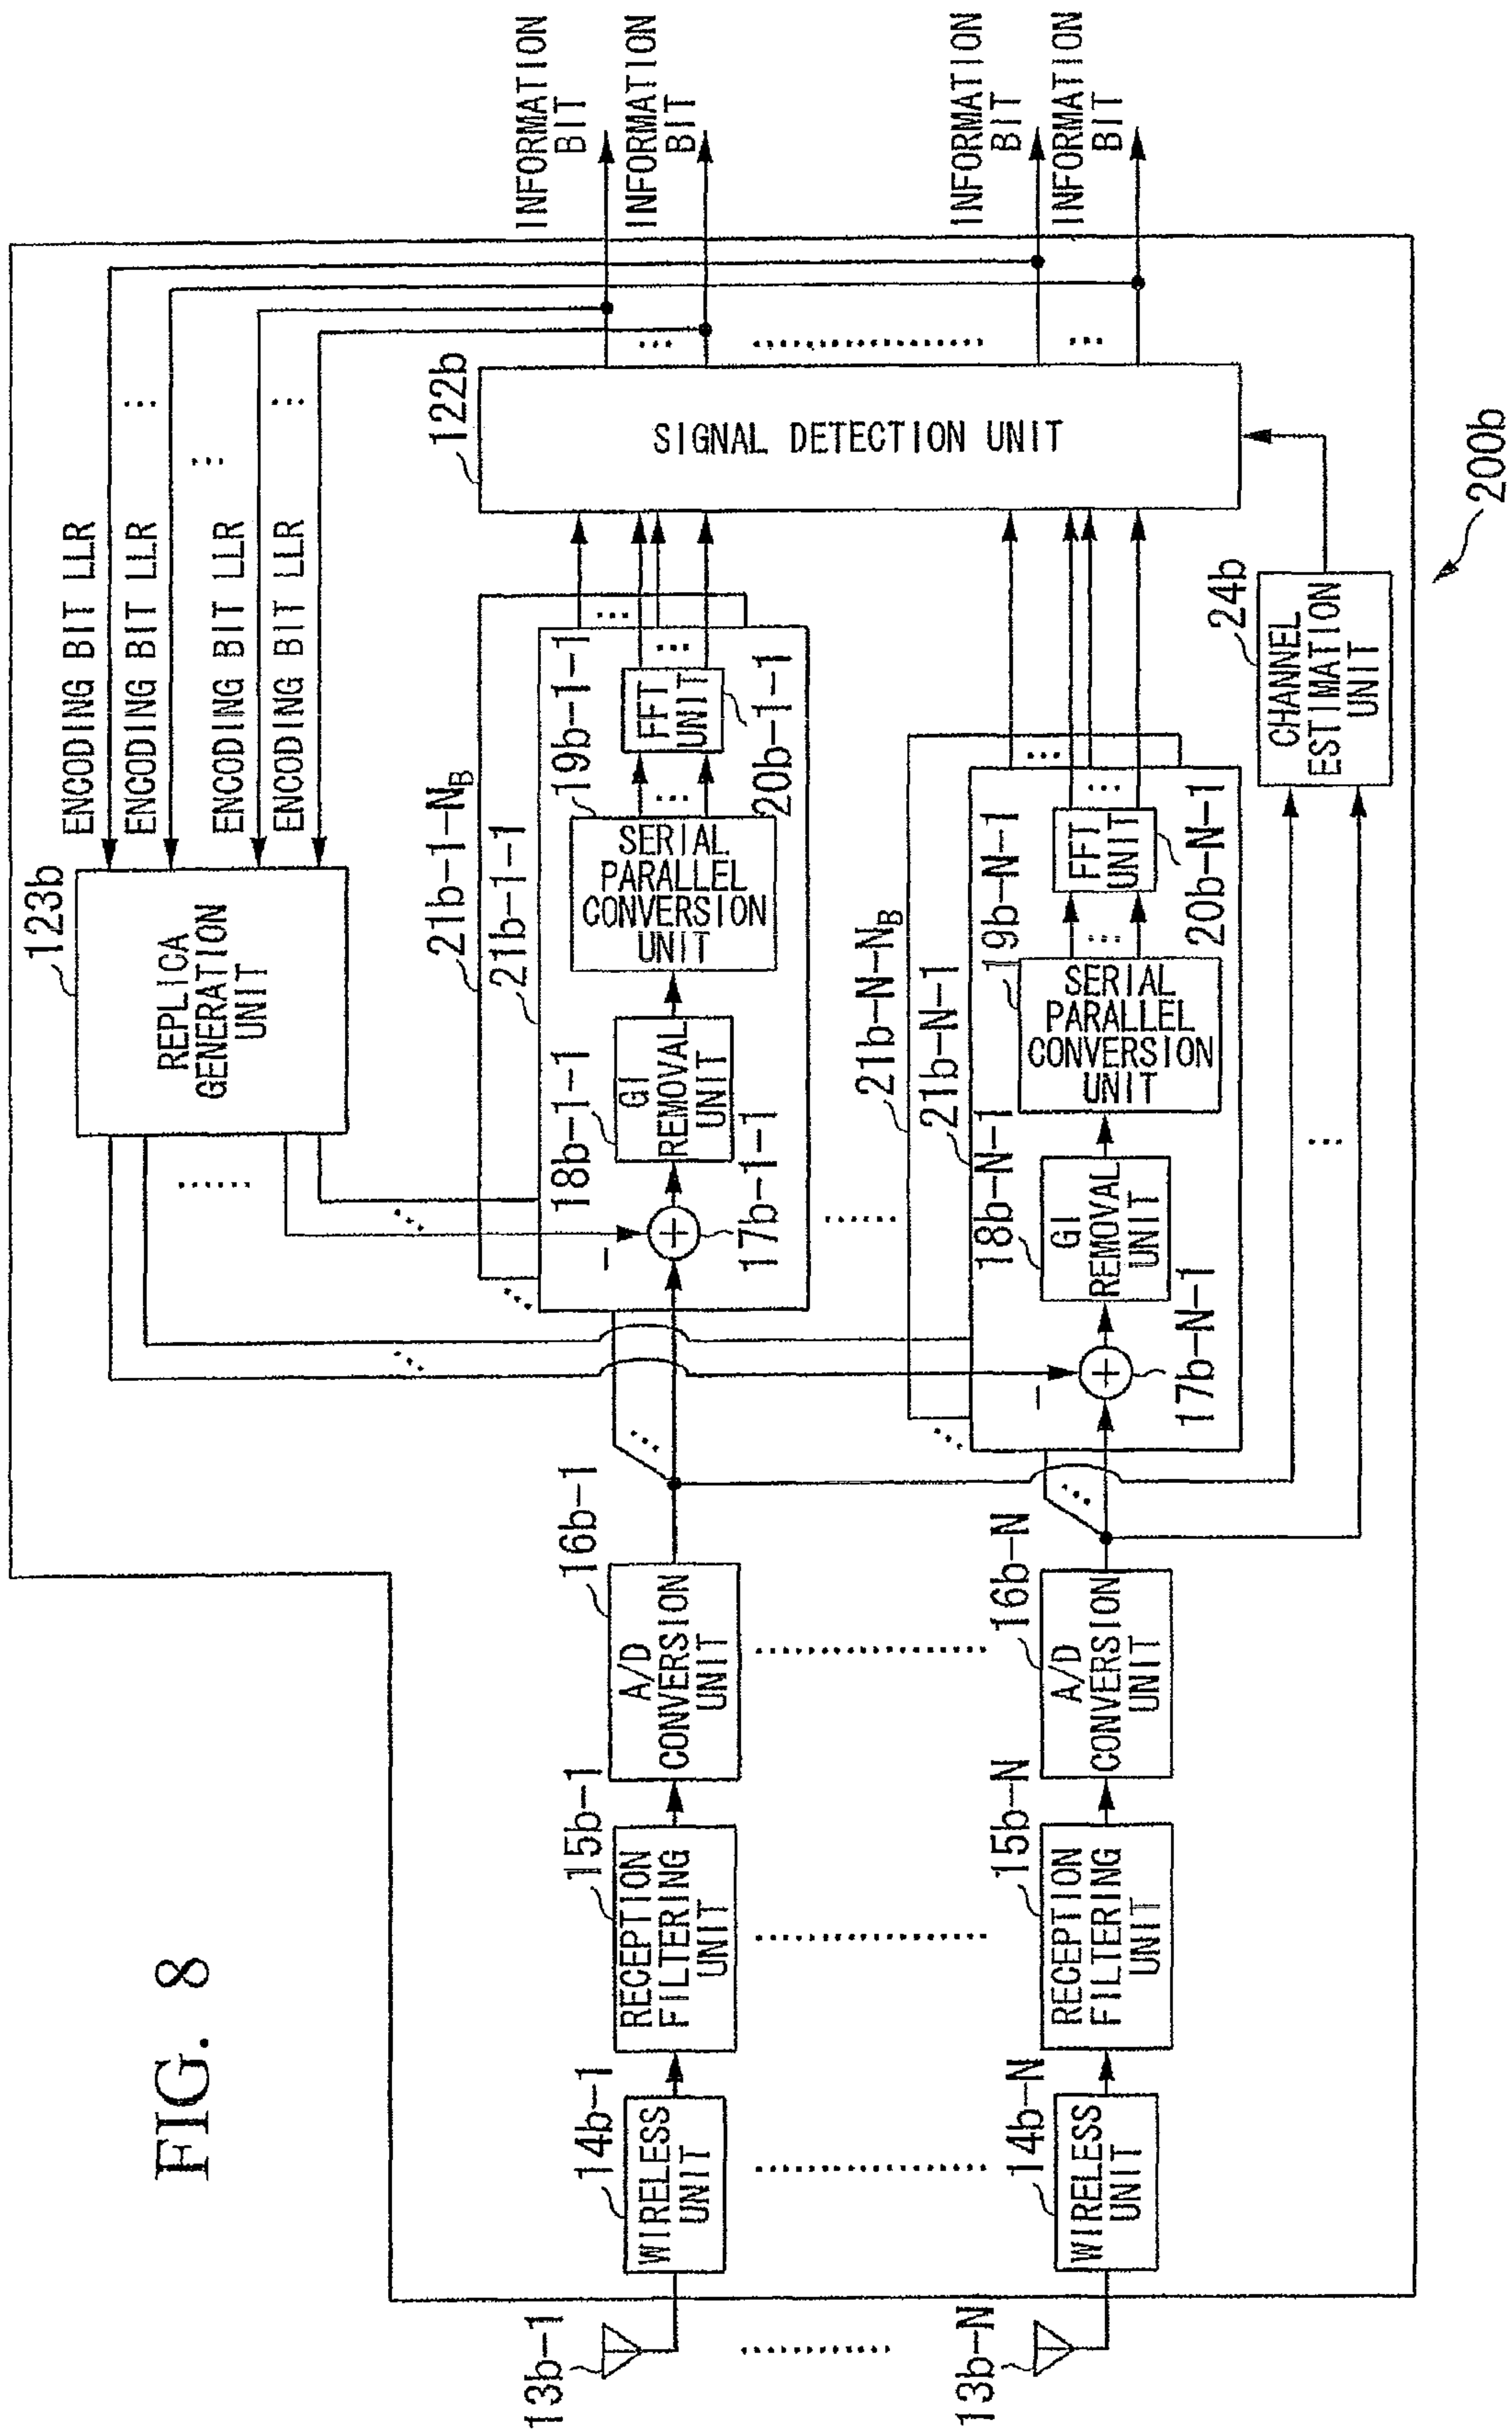 FIG. 8
200b
13b-1
14b-1
WIRELESS
UNIT
15b-1
RECEPTION
FILTERING
UNIT
16b-1
A/D
CONVERSION
UNIT
21b-1-N_B
21b-1-1
17b-1-1
−
+
18b-1-1
GI
REMOVAL
UNIT
19b-1-1
SERIAL
PARALLEL
CONVERSION
UNIT
20b-1-1
FFT
UNIT
123b
REPLICA
GENERATION
UNIT
ENCODING BIT LLR
ENCODING BIT LLR
ENCODING BIT LLR
ENCODING BIT LLR
122b
SIGNAL DETECTION UNIT
INFORMATION
BIT
INFORMATION
BIT
INFORMATION
BIT
INFORMATION
BIT
13b-N
14b-N
WIRELESS
UNIT
15b-N
RECEPTION
FILTERING
UNIT
16b-N
A/D
CONVERSION
UNIT
21b-N-N_B
21b-N-1
17b-N-1
−
+
18b-N-1
GI
REMOVAL
UNIT
19b-N-1
SERIAL
PARALLEL
CONVERSION
UNIT
20b-N-1
FFT
UNIT
24b
CHANNEL
ESTIMATION
UNIT